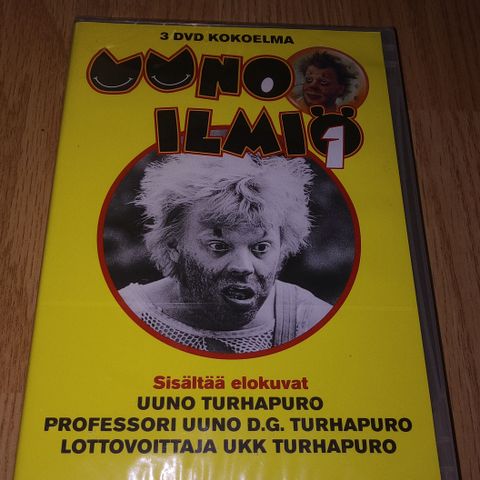 3 DVD KOKOELMA
UUNO
ILMIÖ 1
Sisältää elokuvat
UUNO TURHAPURO
PROFESSORI UUNO D.G. TURHAPURO
LOTTOVOITTAJA UKK TURHAPURO